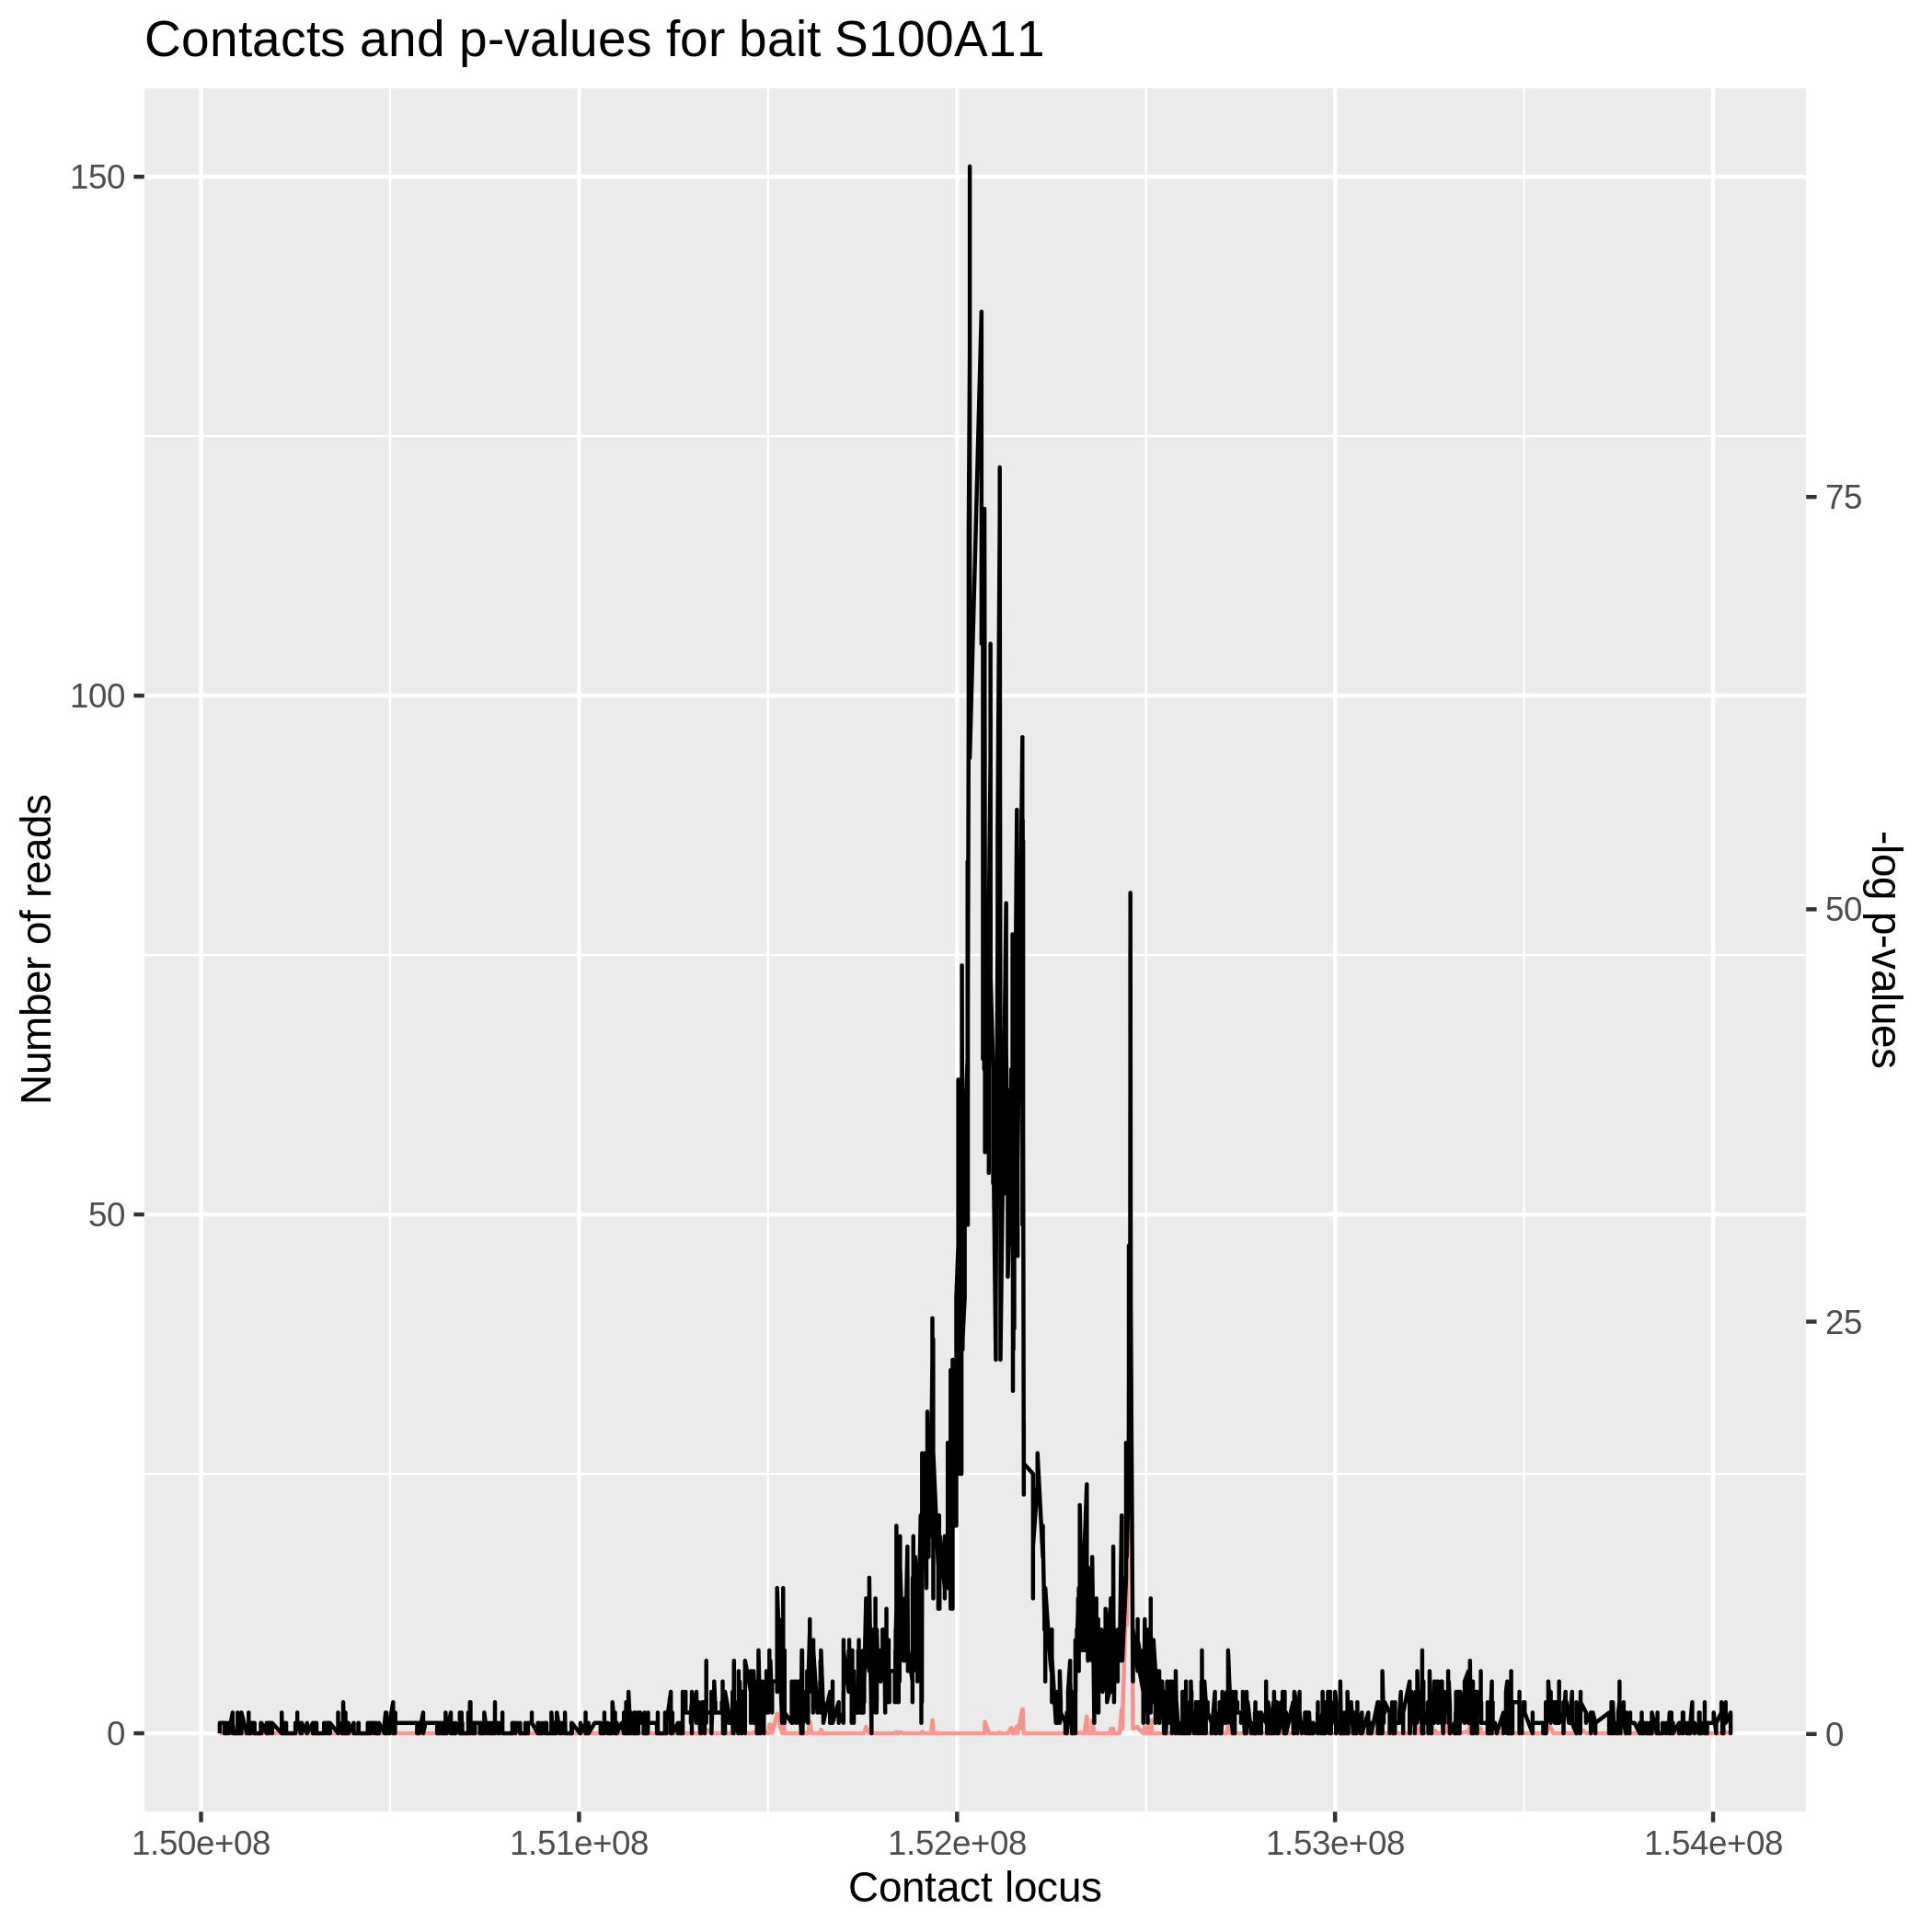 Contacts and p-values for bait S100A11
150
100
50
0
Number of reads
75
50
25
0
-log p-values
1.50e+08
1.51e+08
1.52e+08
1.53e+08
1.54e+08
Contact locus